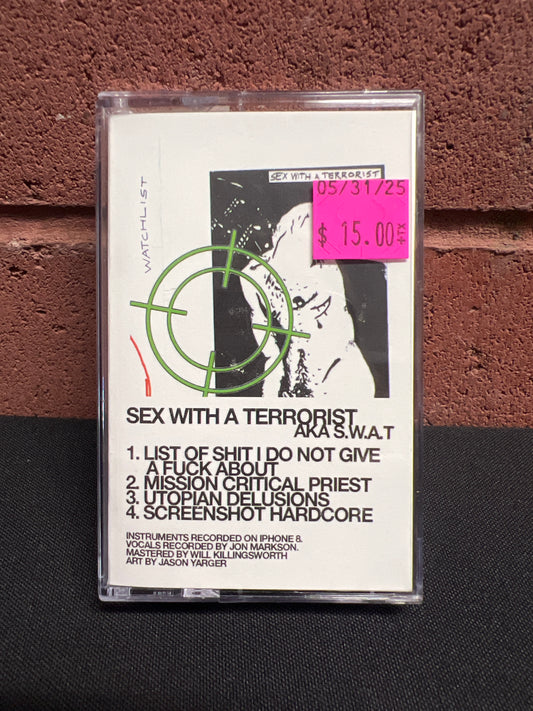 WATCHLIST
SEX WITH A TERRORIST
05/31/25
$ 15.00+TX
SEX WITH A TERRORIST
AKA S.W.A.T
1. LIST OF SHIT I DO NOT GIVE
A FUCK ABOUT
2. MISSION CRITICAL PRIEST
3. UTOPIAN DELUSIONS
4. SCREENSHOT HARDCORE
INSTRUMENTS RECORDED ON IPHONE 8.
VOCALS RECORDED BY JON MARKSON.
MASTERED BY WILL KILLINGSWORTH
ART BY JASON YARGER